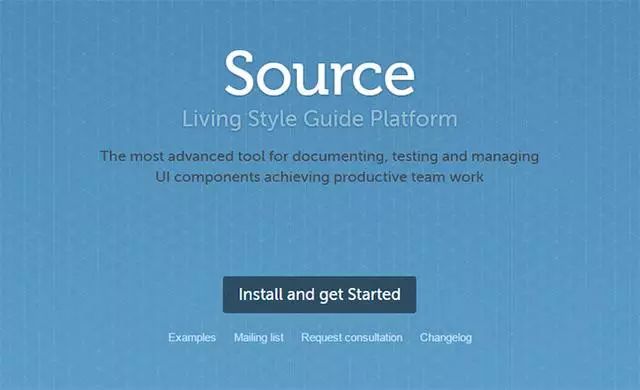 Source
Living Style Guide Platform
The most advanced tool for documenting, testing and managing
UI components achieving productive team work
Install and get Started
Examples Mailing list Request consultation Changelog